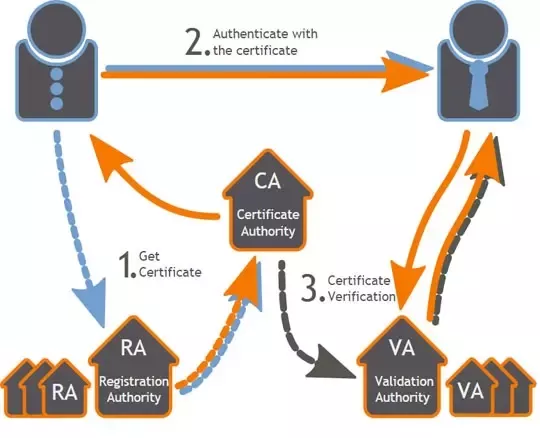 2. Authenticate with
the certificate
CA
Certificate
Authority
1. Get
Certificate
3. Certificate
Verification
RA
RA
Registration
Authority
VA
Validation
Authority
VA